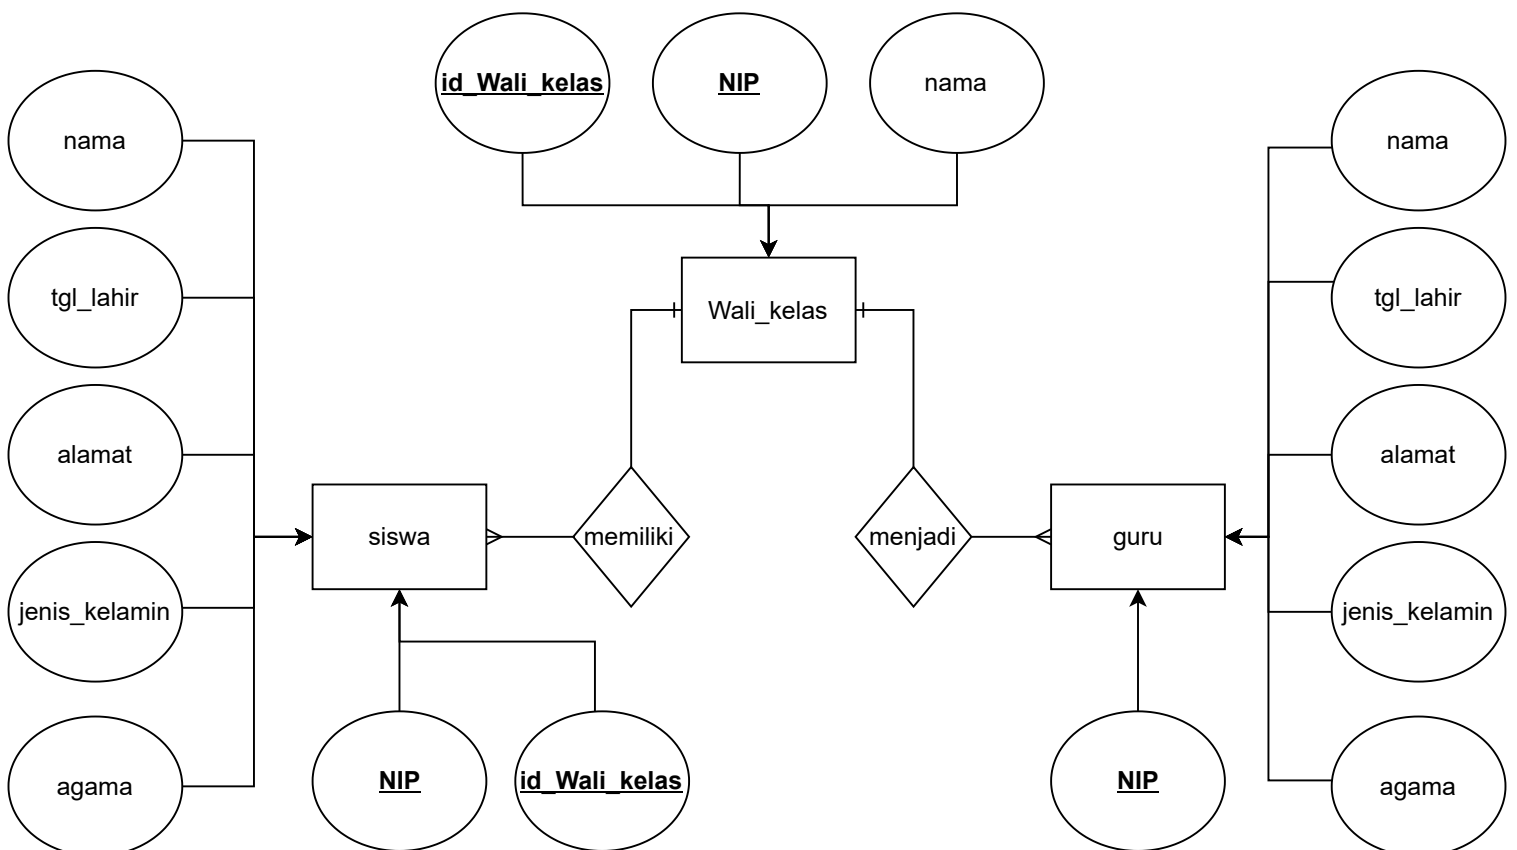 id_Wali_kelas
NIP
nama
nama
tgl_lahir
alamat
jenis_kelamin
agama
Wali_kelas
siswa
memiliki
menjadi
guru
NIP
id_Wali_kelas
NIP
nama
tgl_lahir
alamat
jenis_kelamin
agama